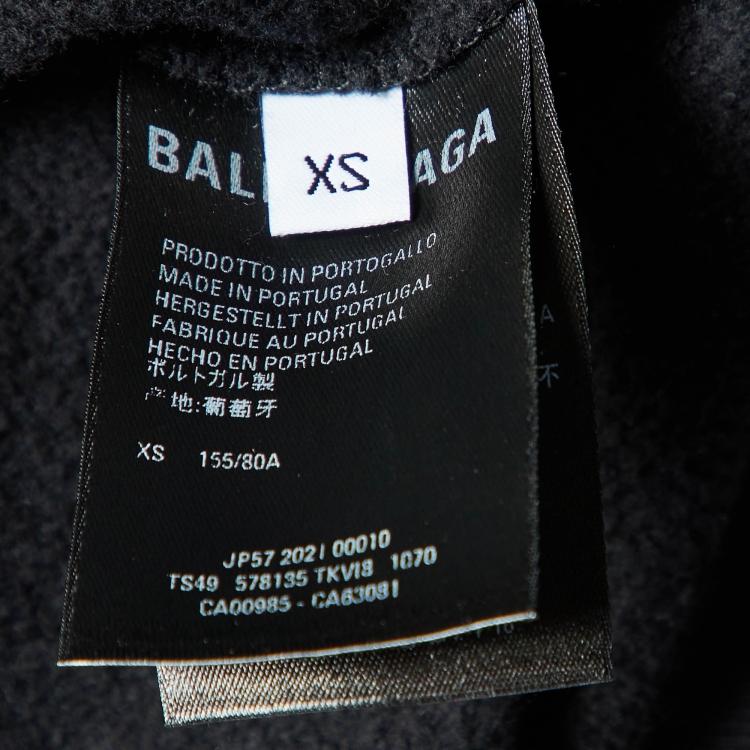 BAL AGA
XS
PRODOTTO IN PORTOGALLO
MADE IN PORTUGAL
HERGESTELLT IN PORTUGAL
FABRIQUE AU PORTUGAL
HECHO EN PORTUGAL
ポルトガル製
产地:葡萄牙
XS 155/80A
JP57 2021 00010
TS49 578135 TKVI8 1070
CA00985 - CA63081
A
不